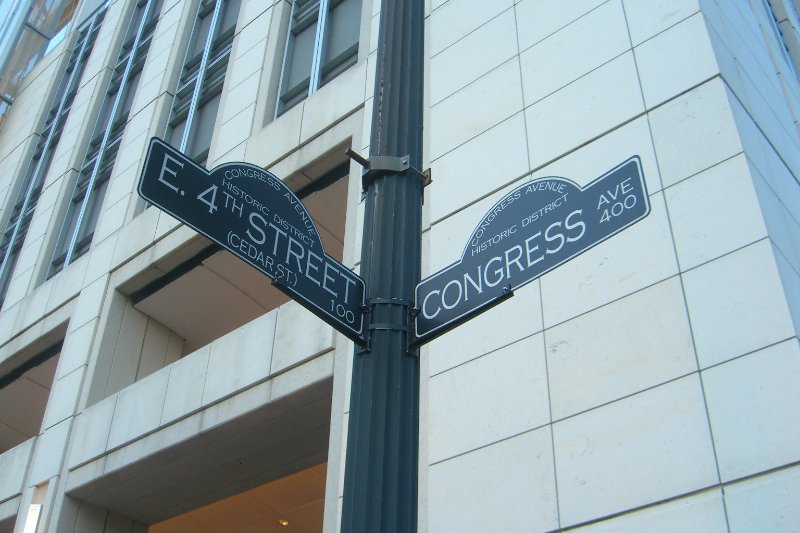 CONGRESS AVENUE
HISTORIC DISTRICT
E. 4TH STREET
(CEDAR ST.)
100
CONGRESS AVENUE
HISTORIC DISTRICT
CONGRESS AVE
400